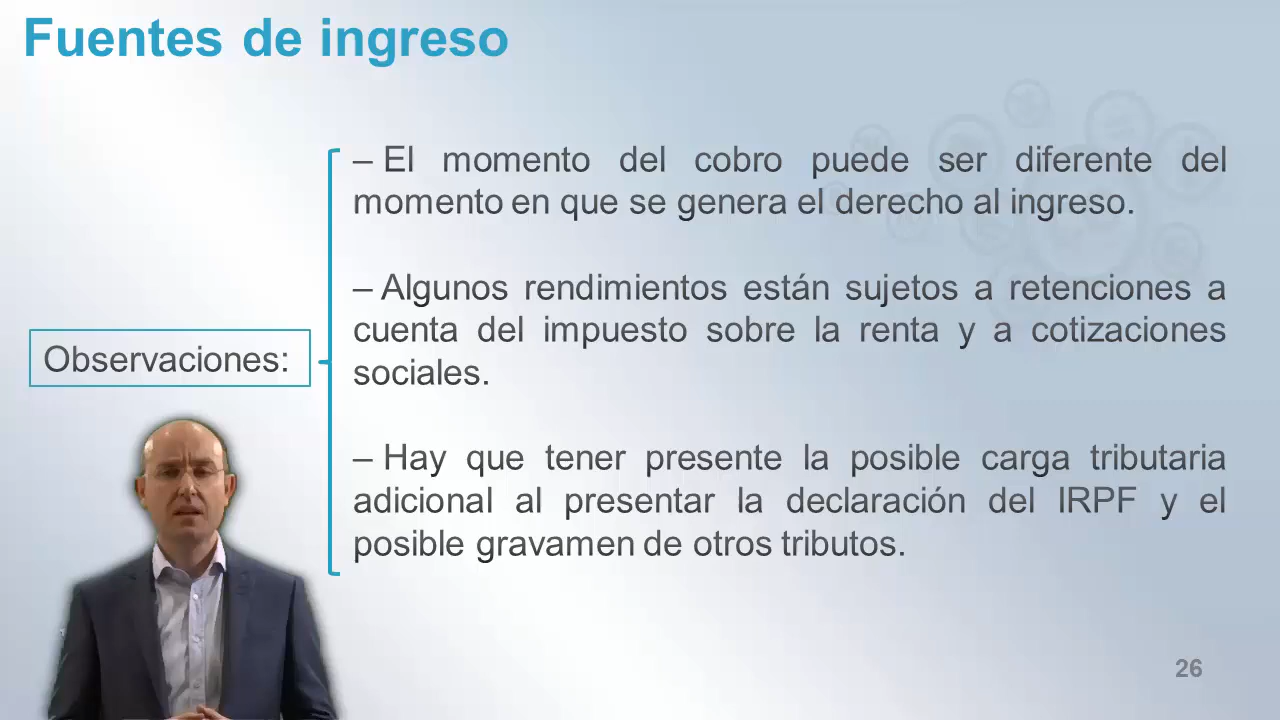 Fuentes de ingreso
– El momento del cobro puede ser diferente del
momento en que se genera el derecho al ingreso.
– Algunos rendimientos están sujetos a retenciones a
cuenta del impuesto sobre la renta y a cotizaciones
sociales.
Observaciones:
– Hay que tener presente la posible carga tributaria
adicional al presentar la declaración del IRPF y el
posible gravamen de otros tributos.
26